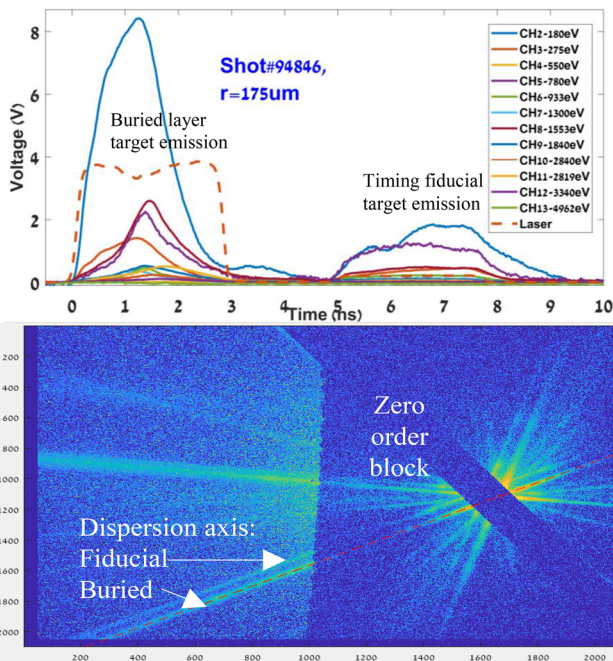 8
6
4
2
0
Voltage (V)
Shot#94846,
r=175um
Buried layer
target emission
Timing fiducial
target emission
CH2-180eV
CH3-275eV
CH4-550eV
CH5-780eV
CH6-933eV
CH7-1300eV
CH8-1553eV
CH9-1840eV
CH10-2840eV
CH11-2819eV
CH12-3340eV
CH13-4962eV
Laser
0 1 2 3 4 5 6 7 8 9 10
Time (ns)
200
400
600
800
1000
1200
1400
1600
1800
2000
Zero
order
block
Dispersion axis:
Fiducial
Buried
200 400 600 800 1000 1200 1400 1600 1800 2000